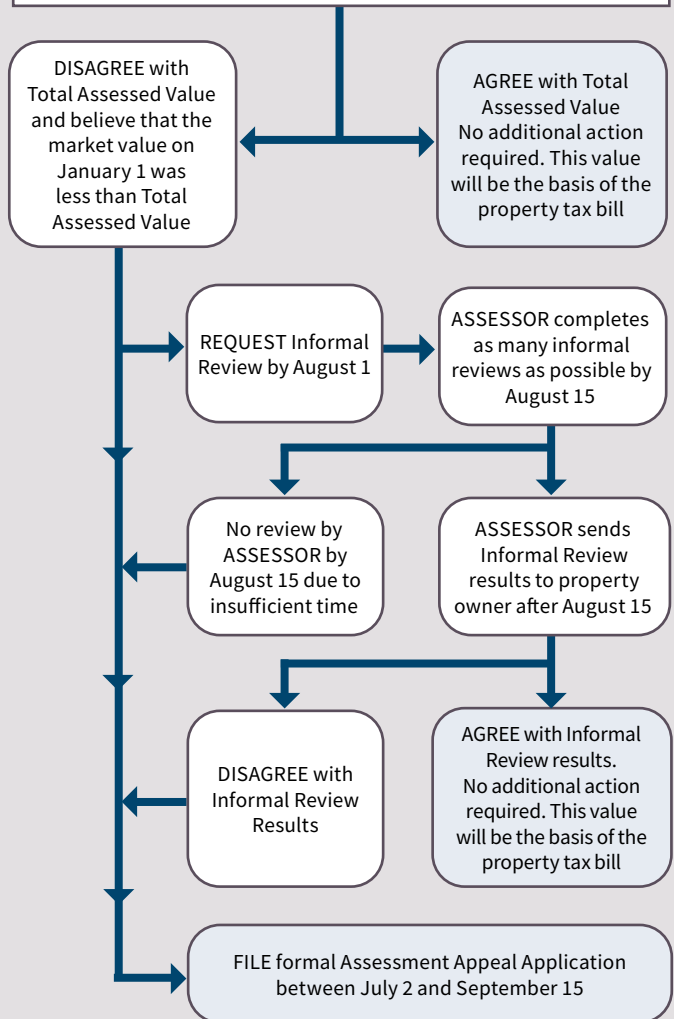 DISAGREE with
Total Assessed Value
and believe that the
market value on
January 1 was
less than Total
Assessed Value
AGREE with Total
Assessed Value
No additional action
required. This value
will be the basis of the
property tax bill
REQUEST Informal
Review by August 1
ASSESSOR completes
as many informal
reviews as possible by
August 15
No review by
ASSESSOR by
August 15 due to
insufficient time
ASSESSOR sends
Informal Review
results to property
owner after August 15
DISAGREE with
Informal Review
Results
AGREE with Informal
Review results.
No additional action
required. This value
will be the basis of the
property tax bill
FILE formal Assessment Appeal Application
between July 2 and September 15